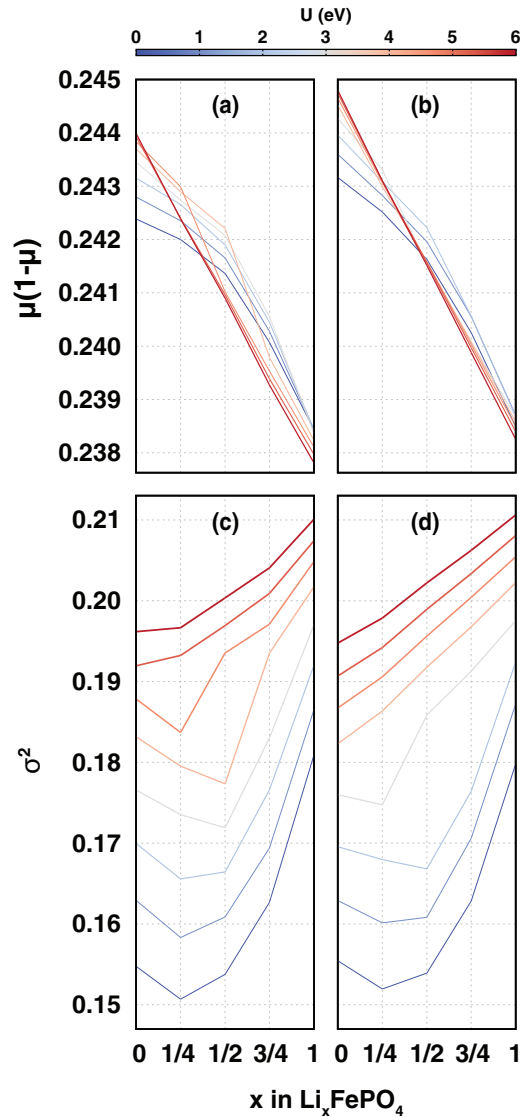 U (eV)
0 1 2 3 4 5 6
(a) (b)
0.245
0.244
0.243
0.242
0.241
0.240
0.239
0.238
μ(1-μ)
(c) (d)
0.21
0.20
0.19
0.18
0.17
0.16
0.15
σ²
0 1/4 1/2 3/4 1 0 1/4 1/2 3/4 1
x in LiₓFePO₄